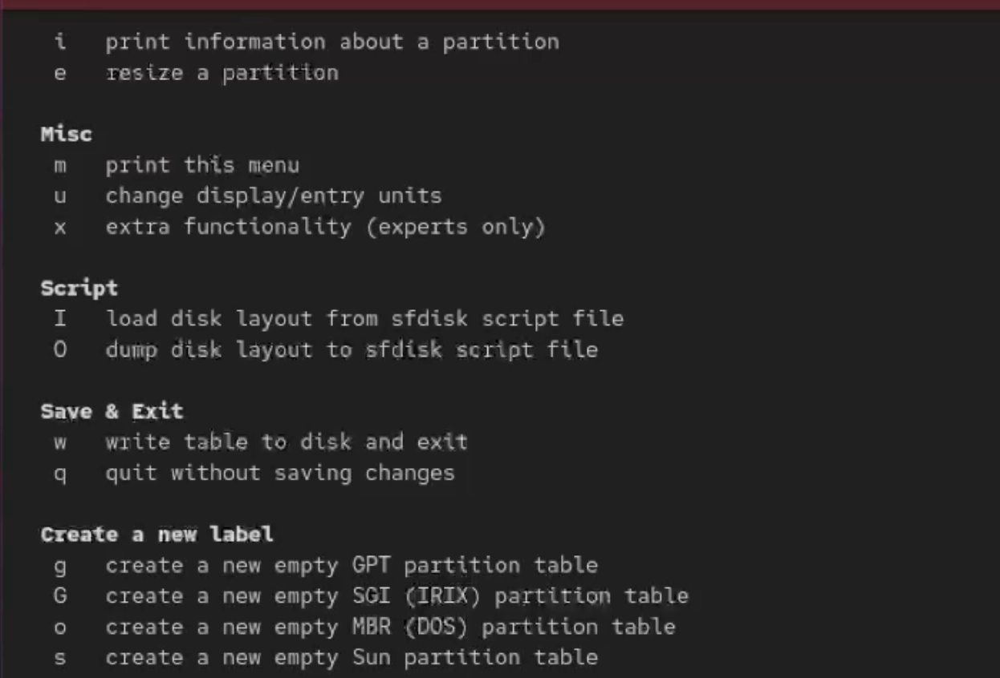 i print information about a partition
e resize a partition
Misc
m print this menu
u change display/entry units
x extra functionality (experts only)
Script
I load disk layout from sfdisk script file
O dump disk layout to sfdisk script file
Save & Exit
w write table to disk and exit
q quit without saving changes
Create a new label
g create a new empty GPT partition table
G create a new empty SGI (IRIX) partition table
o create a new empty MBR (DOS) partition table
s create a new empty Sun partition table